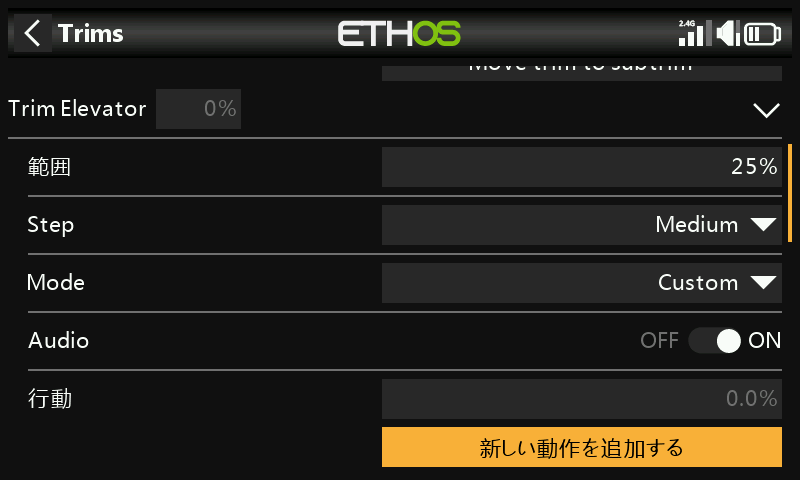 Trims
ETHOS
2.4G
Move trim to subtrim
Trim Elevator 0%
範囲 25%
Step Medium
Mode Custom
Audio OFF ON
行動 0.0%
新しい動作を追加する